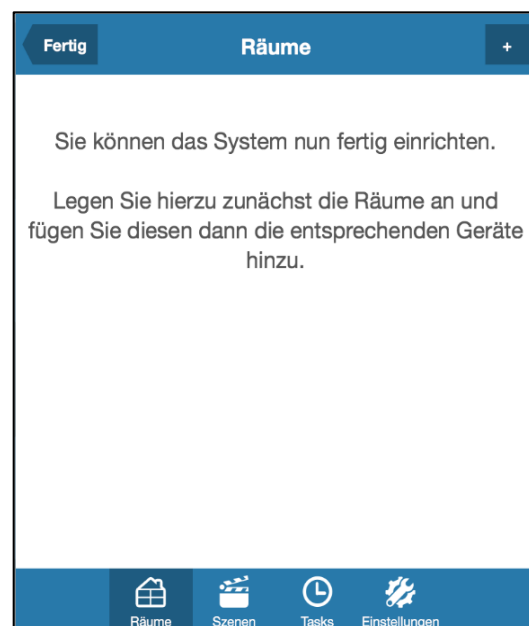 Fertig Räume +
Sie können das System nun fertig einrichten.
Legen Sie hierzu zunächst die Räume an und
fügen Sie diesen dann die entsprechenden Geräte
hinzu.
Räume Szenen Tasks Einstellungen